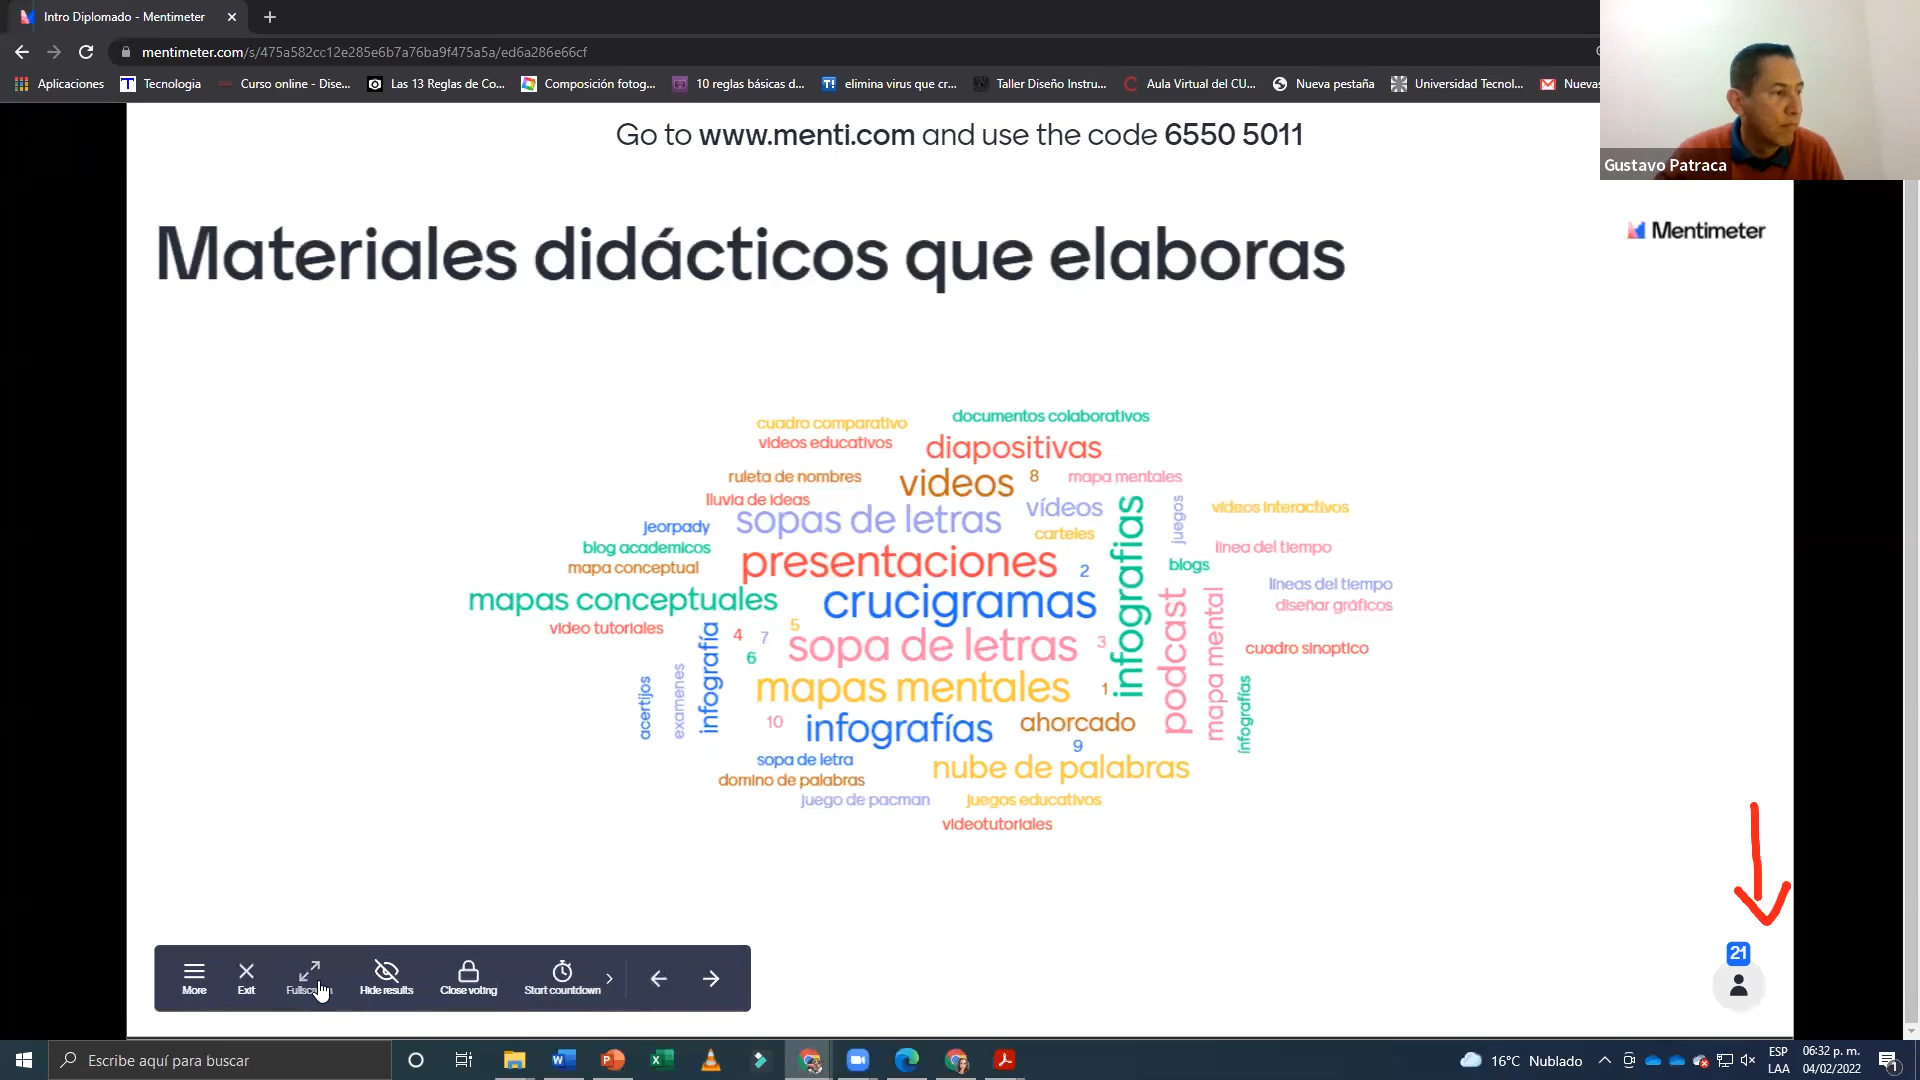 Intro Diplomado - Mentimeter
mentimeter.com/s/475a582cc12e285e6b7a76ba9f475a5a/ed6a286e66cf
Aplicaciones Tecnologia Curso online - Dise... Las 13 Reglas de Co... Composición fotog... 10 reglas básicas d... elimina virus que cr... Taller Diseño Instru... Aula Virtual del CU... Nueva pestaña Universidad Tecnol... Nuevas
Gustavo Patraca
Go to www.menti.com and use the code 6550 5011
Mentimeter
Materiales didácticos que elaboras
documentos colaborativos
cuadro comparativo
videos educativos
diapositivas
ruleta de nombres
videos
8
mapa mentales
lluvia de ideas
sopas de letras
vídeos
infografias
juegos
videos interactivos
jeorpady
carteles
blog academicos
linea del tiempo
mapa conceptual
presentaciones
2
blogs
líneas del tiempo
mapas conceptuales
crucigramas
podcast
mapa mental
diseñar gráficos
video tutoriales
infografía
4
7
5
6
sopa de letras
3
cuadro sinoptico
acertijos
examenes
mapas mentales
1
infografías
10
infografías
ahorcado
9
sopa de letra
nube de palabras
domino de palabras
juego de pacman
juegos educativos
videotutoriales
21
More Exit Hide results Close voting Start countdown
Escribe aquí para buscar
16°C Nublado
ESP
LAA
06:32 p. m.
04/02/2022
1